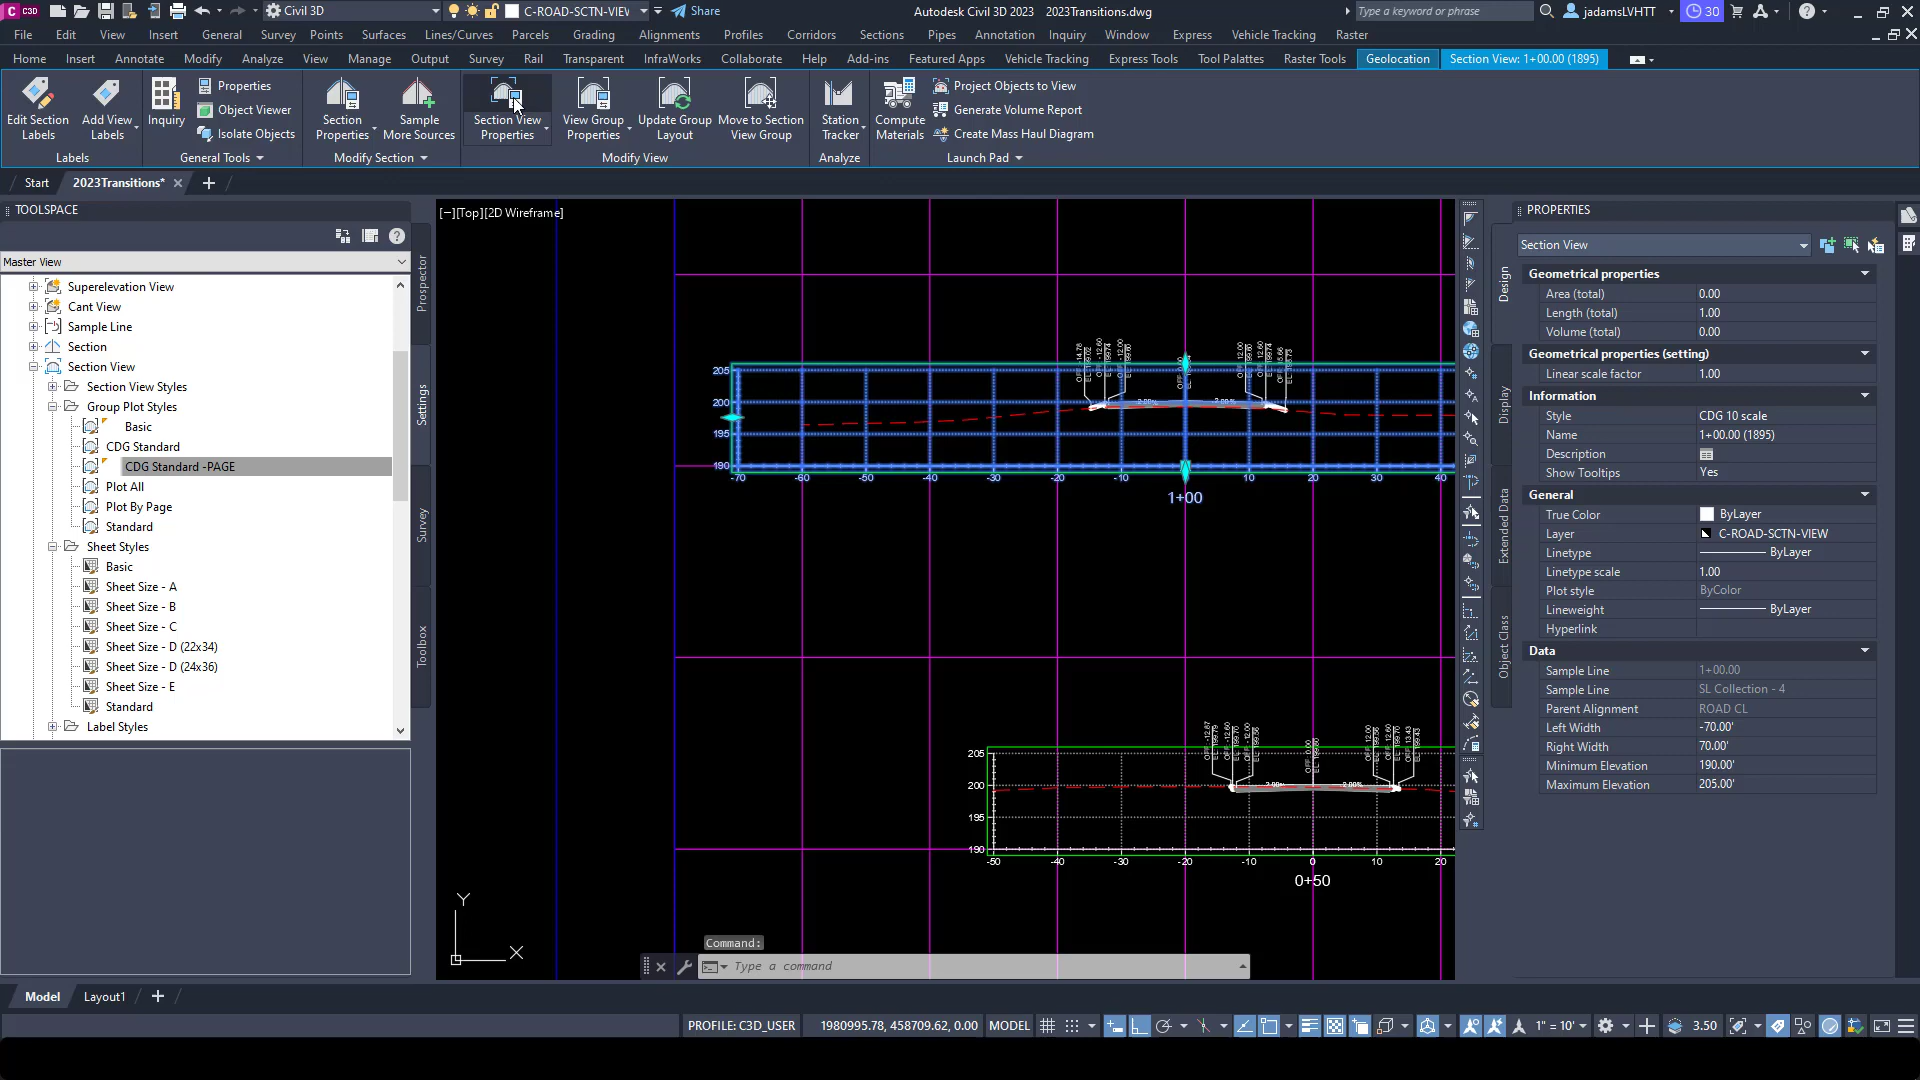 C3D
Civil 3D
C-ROAD-SCTN-VIEW
Share
Autodesk Civil 3D 2023 2023Transitions.dwg
Type a keyword or phrase
jadamsLVHTT
30
File Edit View Insert General Survey Points Surfaces Lines/Curves Parcels Grading Alignments Profiles Corridors Sections Pipes Annotation Inquiry Window Express Vehicle Tracking Raster
Home Insert Annotate Modify Analyze View Manage Output Survey Rail Transparent InfraWorks Collaborate Help Add-ins Featured Apps Vehicle Tracking Express Tools Tool Palettes Raster Tools Geolocation Section View: 1+00.00 (1895)
Edit Section Labels
Add View Labels
Labels
Inquiry
Properties
Object Viewer
Isolate Objects
General Tools
Section Properties
Sample More Sources
Modify Section
Section View Properties
View Group Properties
Update Group Layout
Move to Section View Group
Modify View
Station Tracker
Analyze
Compute Materials
Project Objects to View
Generate Volume Report
Create Mass Haul Diagram
Launch Pad
Start 2023Transitions*
TOOLSPACE
Master View
Superelevation View
Cant View
Sample Line
Section
Section View
Section View Styles
Group Plot Styles
Basic
CDG Standard
CDG Standard -PAGE
Plot All
Plot By Page
Standard
Sheet Styles
Basic
Sheet Size - A
Sheet Size - B
Sheet Size - C
Sheet Size - D (22x34)
Sheet Size - D (24x36)
Sheet Size - E
Standard
Label Styles
Prospector
Settings
Survey
Toolbox
[−][Top][2D Wireframe]
205
200
195
190
-70 -60 -50 -40 -30 -20 -10 0 10 20 30 40
1+00
205
200
195
190
-50 -40 -30 -20 -10 0 10 20
0+50
Y
X
Command:
Type a command
PROPERTIES
Section View
Design
Display
Extended Data
Object Class
Geometrical properties
Area (total) 0.00
Length (total) 1.00
Volume (total) 0.00
Geometrical properties (setting)
Linear scale factor 1.00
Information
Style CDG 10 scale
Name 1+00.00 (1895)
Description
Show Tooltips Yes
General
True Color ByLayer
Layer C-ROAD-SCTN-VIEW
Linetype ByLayer
Linetype scale 1.00
Plot style ByColor
Lineweight ByLayer
Hyperlink
Data
Sample Line 1+00.00
Sample Line SL Collection - 4
Parent Alignment ROAD CL
Left Width -70.00'
Right Width 70.00'
Minimum Elevation 190.00'
Maximum Elevation 205.00'
Model Layout1
PROFILE: C3D_USER 1980995.78, 458709.62, 0.00 MODEL 1" = 10' 3.50